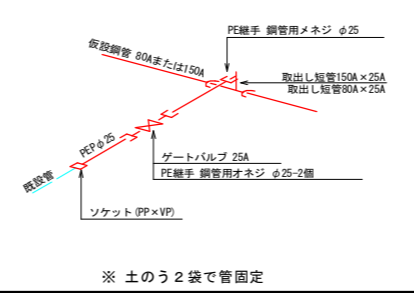 PE継手 鋼管用メネジ φ25
仮設鋼管 80Aまたは150A
取出し短管150A×25A
取出し短管80A×25A
PEPφ25
ゲートバルブ 25A
PE継手 鋼管用オネジ φ25-2個
既設管
ソケット(PP×VP)
※ 土のう2袋で管固定